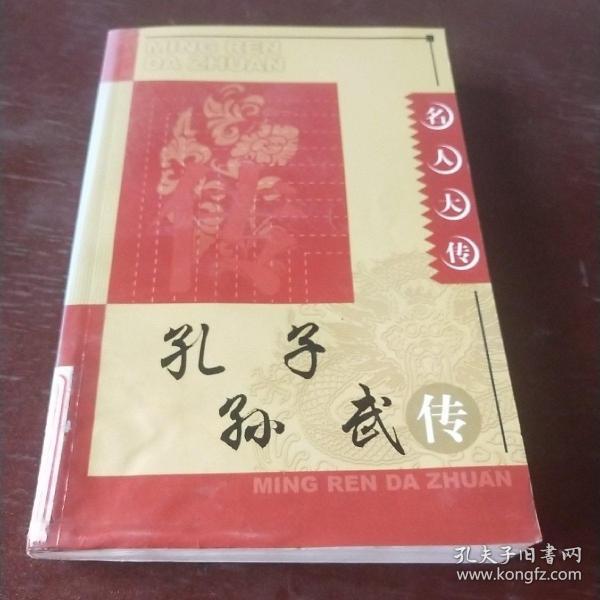 MING REN
DA ZHUAN
传
名人大传
孔子
孙武
传
MING REN DA ZHUAN
孔夫子旧书网
www.kongfz.com